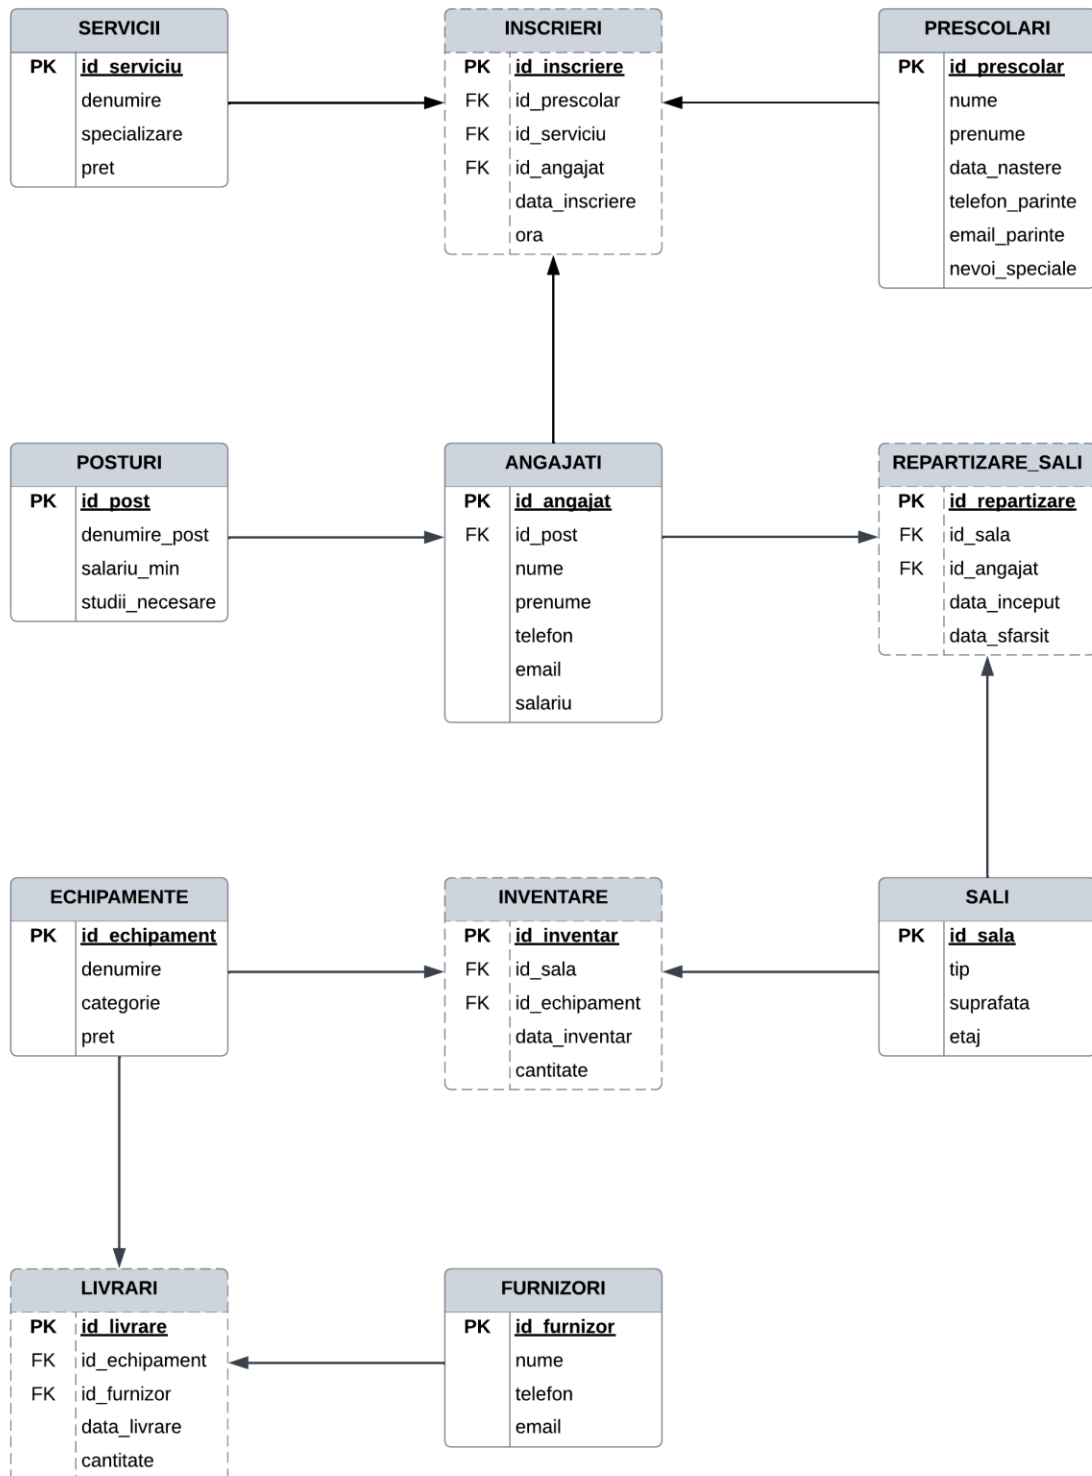 SERVICII
PK id_serviciu
denumire
specializare
pret
INSCRIERI
PK id_inscriere
FK id_prescolar
FK id_serviciu
FK id_angajat
data_inscriere
ora
PRESCOLARI
PK id_prescolar
nume
prenume
data_nastere
telefon_parinte
email_parinte
nevoi_speciale
POSTURI
PK id_post
denumire_post
salariu_min
studii_necesare
ANGAJATI
PK id_angajat
FK id_post
nume
prenume
telefon
email
salariu
REPARTIZARE_SALI
PK id_repartizare
FK id_sala
FK id_angajat
data_inceput
data_sfarsit
ECHIPAMENTE
PK id_echipament
denumire
categorie
pret
INVENTARE
PK id_inventar
FK id_sala
FK id_echipament
data_inventar
cantitate
SALI
PK id_sala
tip
suprafata
etaj
LIVRARI
PK id_livrare
FK id_echipament
FK id_furnizor
data_livrare
cantitate
FURNIZORI
PK id_furnizor
nume
telefon
email